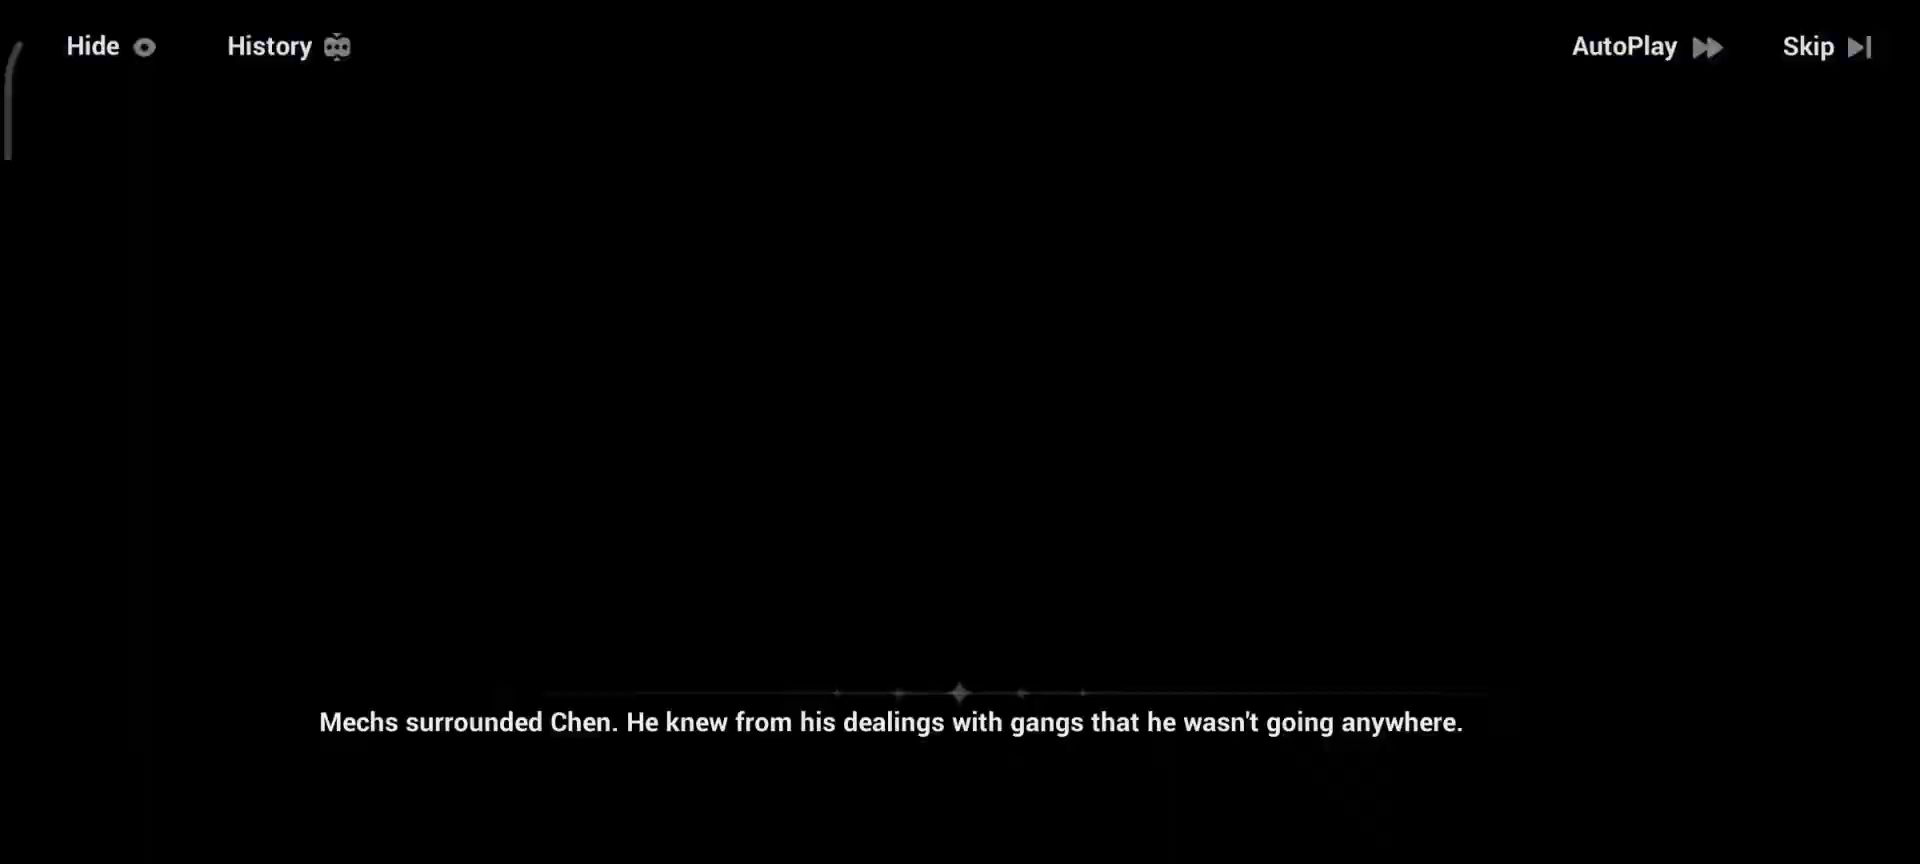 Hide
History
AutoPlay
Skip
Mechs surrounded Chen. He knew from his dealings with gangs that he wasn't going anywhere.